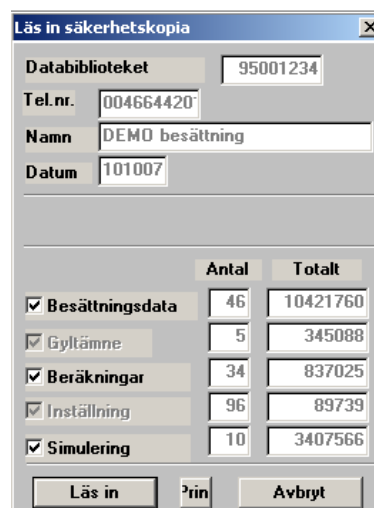 Läs in säkerhetskopia
Databiblioteket 95001234
Tel.nr. 004664420
Namn DEMO besättning
Datum 101007
Antal Totalt
Besättningsdata 46 10421760
Gyltämne 5 345088
Beräkningar 34 837025
Inställning 96 89739
Simulering 10 3407566
Läs in Prin Avbryt